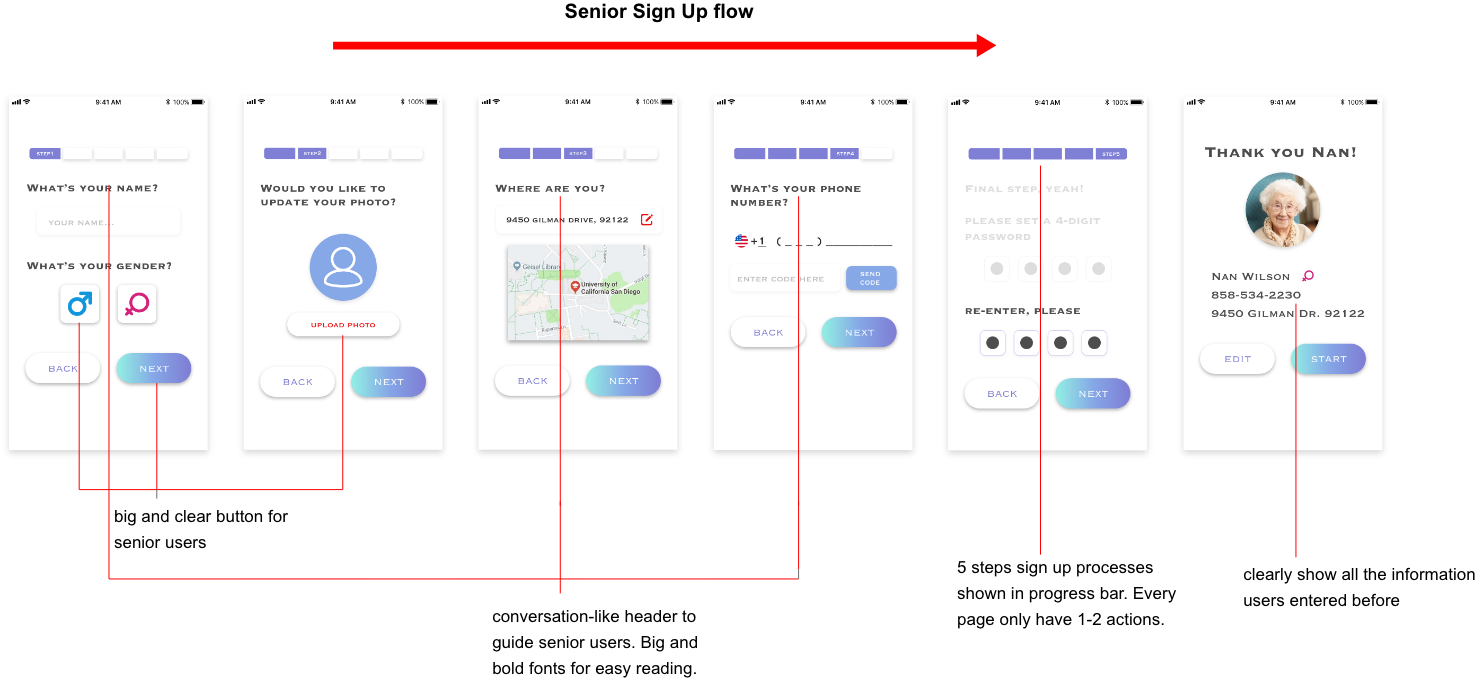 Senior Sign Up flow
9:41 AM
100%
STEP1
What's your name?
YOUR NAME...
What's your gender?
BACK
NEXT
9:41 AM
100%
STEP2
Would you like to
update your photo?
UPLOAD PHOTO
BACK
NEXT
9:41 AM
100%
STEP3
Where are you?
9450 Gilman Drive, 92122
Geisel Library
University of
California San Diego
BACK
NEXT
9:41 AM
100%
STEP4
What's your phone
number?
+1 (_ _ _)
ENTER CODE HERE
SEND
CODE
BACK
NEXT
9:41 AM
100%
STEP5
Final step, yeah!
Please set a 4-digit
password
Re-enter, please
BACK
NEXT
9:41 AM
100%
Thank you Nan!
Nan Wilson
858-534-2230
9450 Gilman Dr. 92122
EDIT
START
big and clear button for
senior users
conversation-like header to
guide senior users. Big and
bold fonts for easy reading.
5 steps sign up processes
shown in progress bar. Every
page only have 1-2 actions.
clearly show all the information
users entered before